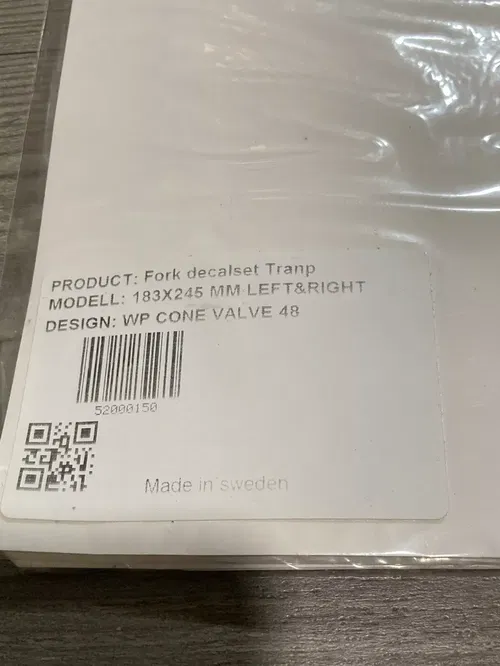 PRODUCT: Fork decalset Tranp
MODELL: 183X245 MM LEFT&RIGHT
DESIGN: WP CONE VALVE 48
52000150
Made in sweden